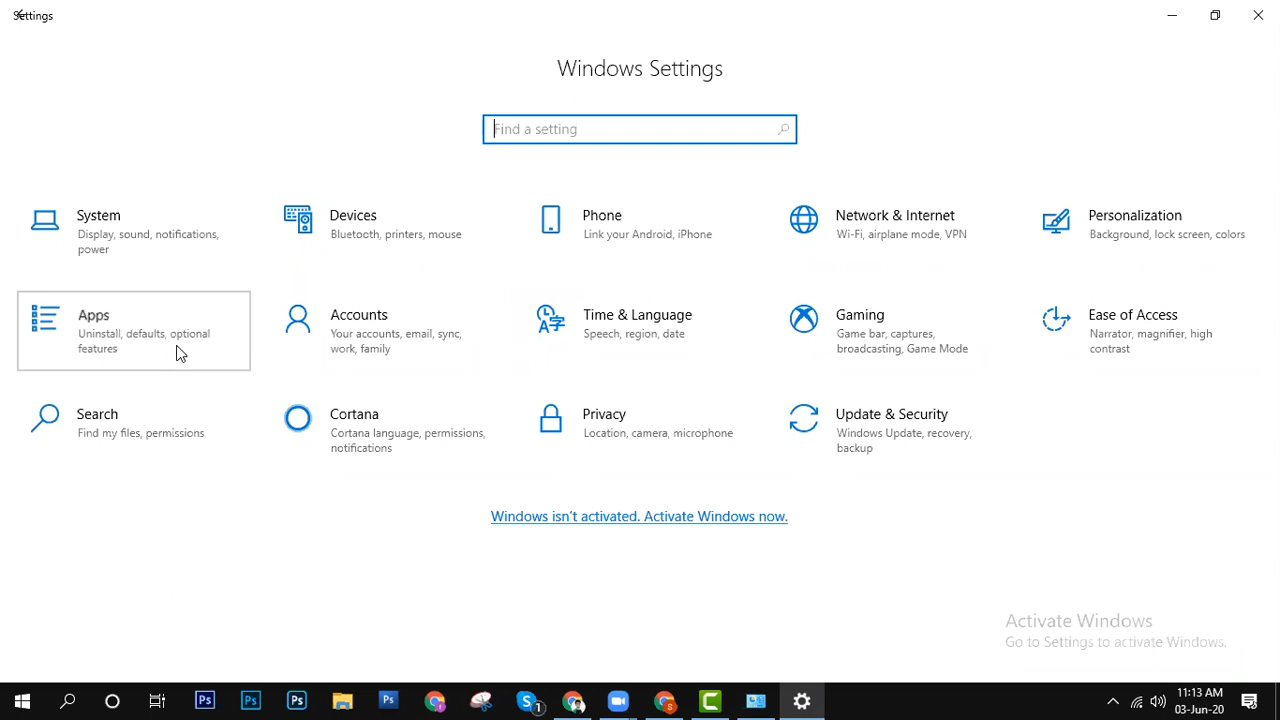 Settings
Windows Settings
Find a setting
System
Display, sound, notifications,
power
Devices
Bluetooth, printers, mouse
Phone
Link your Android, iPhone
Network & Internet
Wi-Fi, airplane mode, VPN
Personalization
Background, lock screen, colors
Apps
Uninstall, defaults, optional
features
Accounts
Your accounts, email, sync,
work, family
Time & Language
Speech, region, date
Gaming
Game bar, captures,
broadcasting, Game Mode
Ease of Access
Narrator, magnifier, high
contrast
Search
Find my files, permissions
Cortana
Cortana language, permissions,
notifications
Privacy
Location, camera, microphone
Update & Security
Windows Update, recovery,
backup
Windows isn't activated. Activate Windows now.
Activate Windows
Go to Settings to activate Windows.
Ps
Ps
Ps
Ps
S
1
S
C
11:13 AM
03-Jun-20